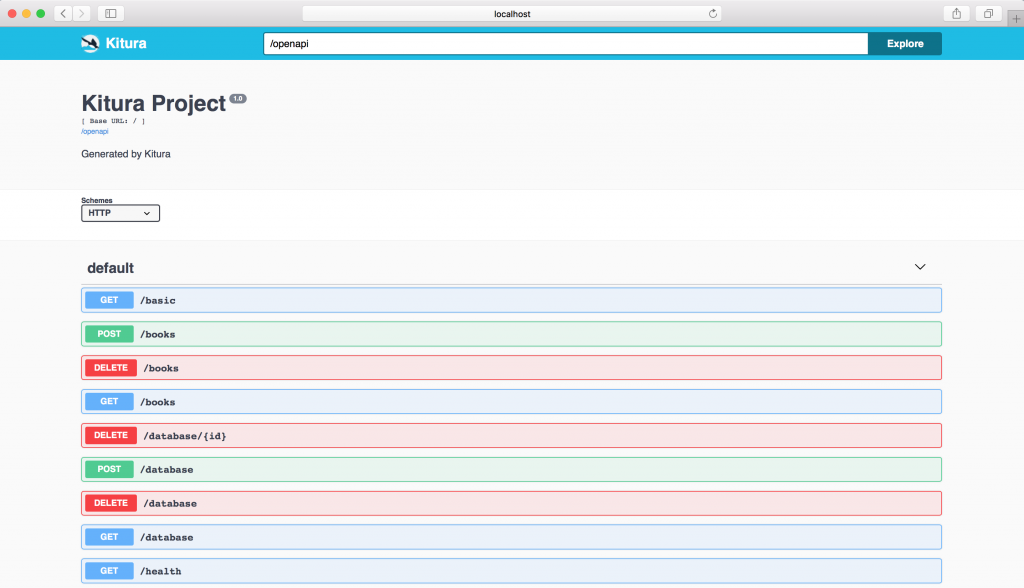 localhost
Kitura
/openapi
Explore
Kitura Project 1.0
[ Base URL: / ]
/openapi
Generated by Kitura
Schemes
HTTP
default
GET /basic
POST /books
DELETE /books
GET /books
DELETE /database/{id}
POST /database
DELETE /database
GET /database
GET /health